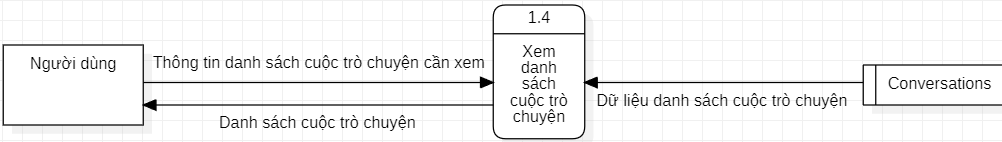 1.4
Người dùng
Thông tin danh sách cuộc trò chuyện cần xem
Danh sách cuộc trò chuyện
Xem
danh
sách
cuộc trò
chuyện
Dữ liệu danh sách cuộc trò chuyện
Conversations